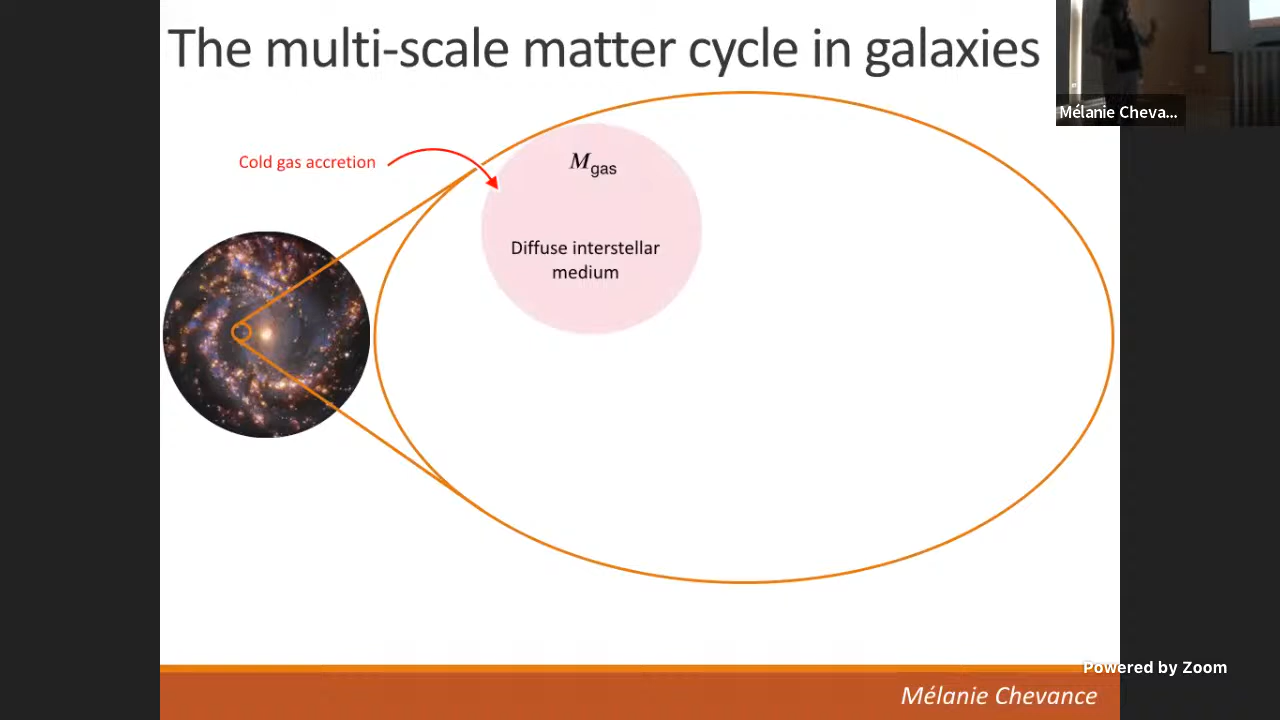 The multi-scale matter cycle in galaxies
Mélanie Cheva...
Cold gas accretion
M gas
Diffuse interstellar
medium
Powered by Zoom
Mélanie Chevance